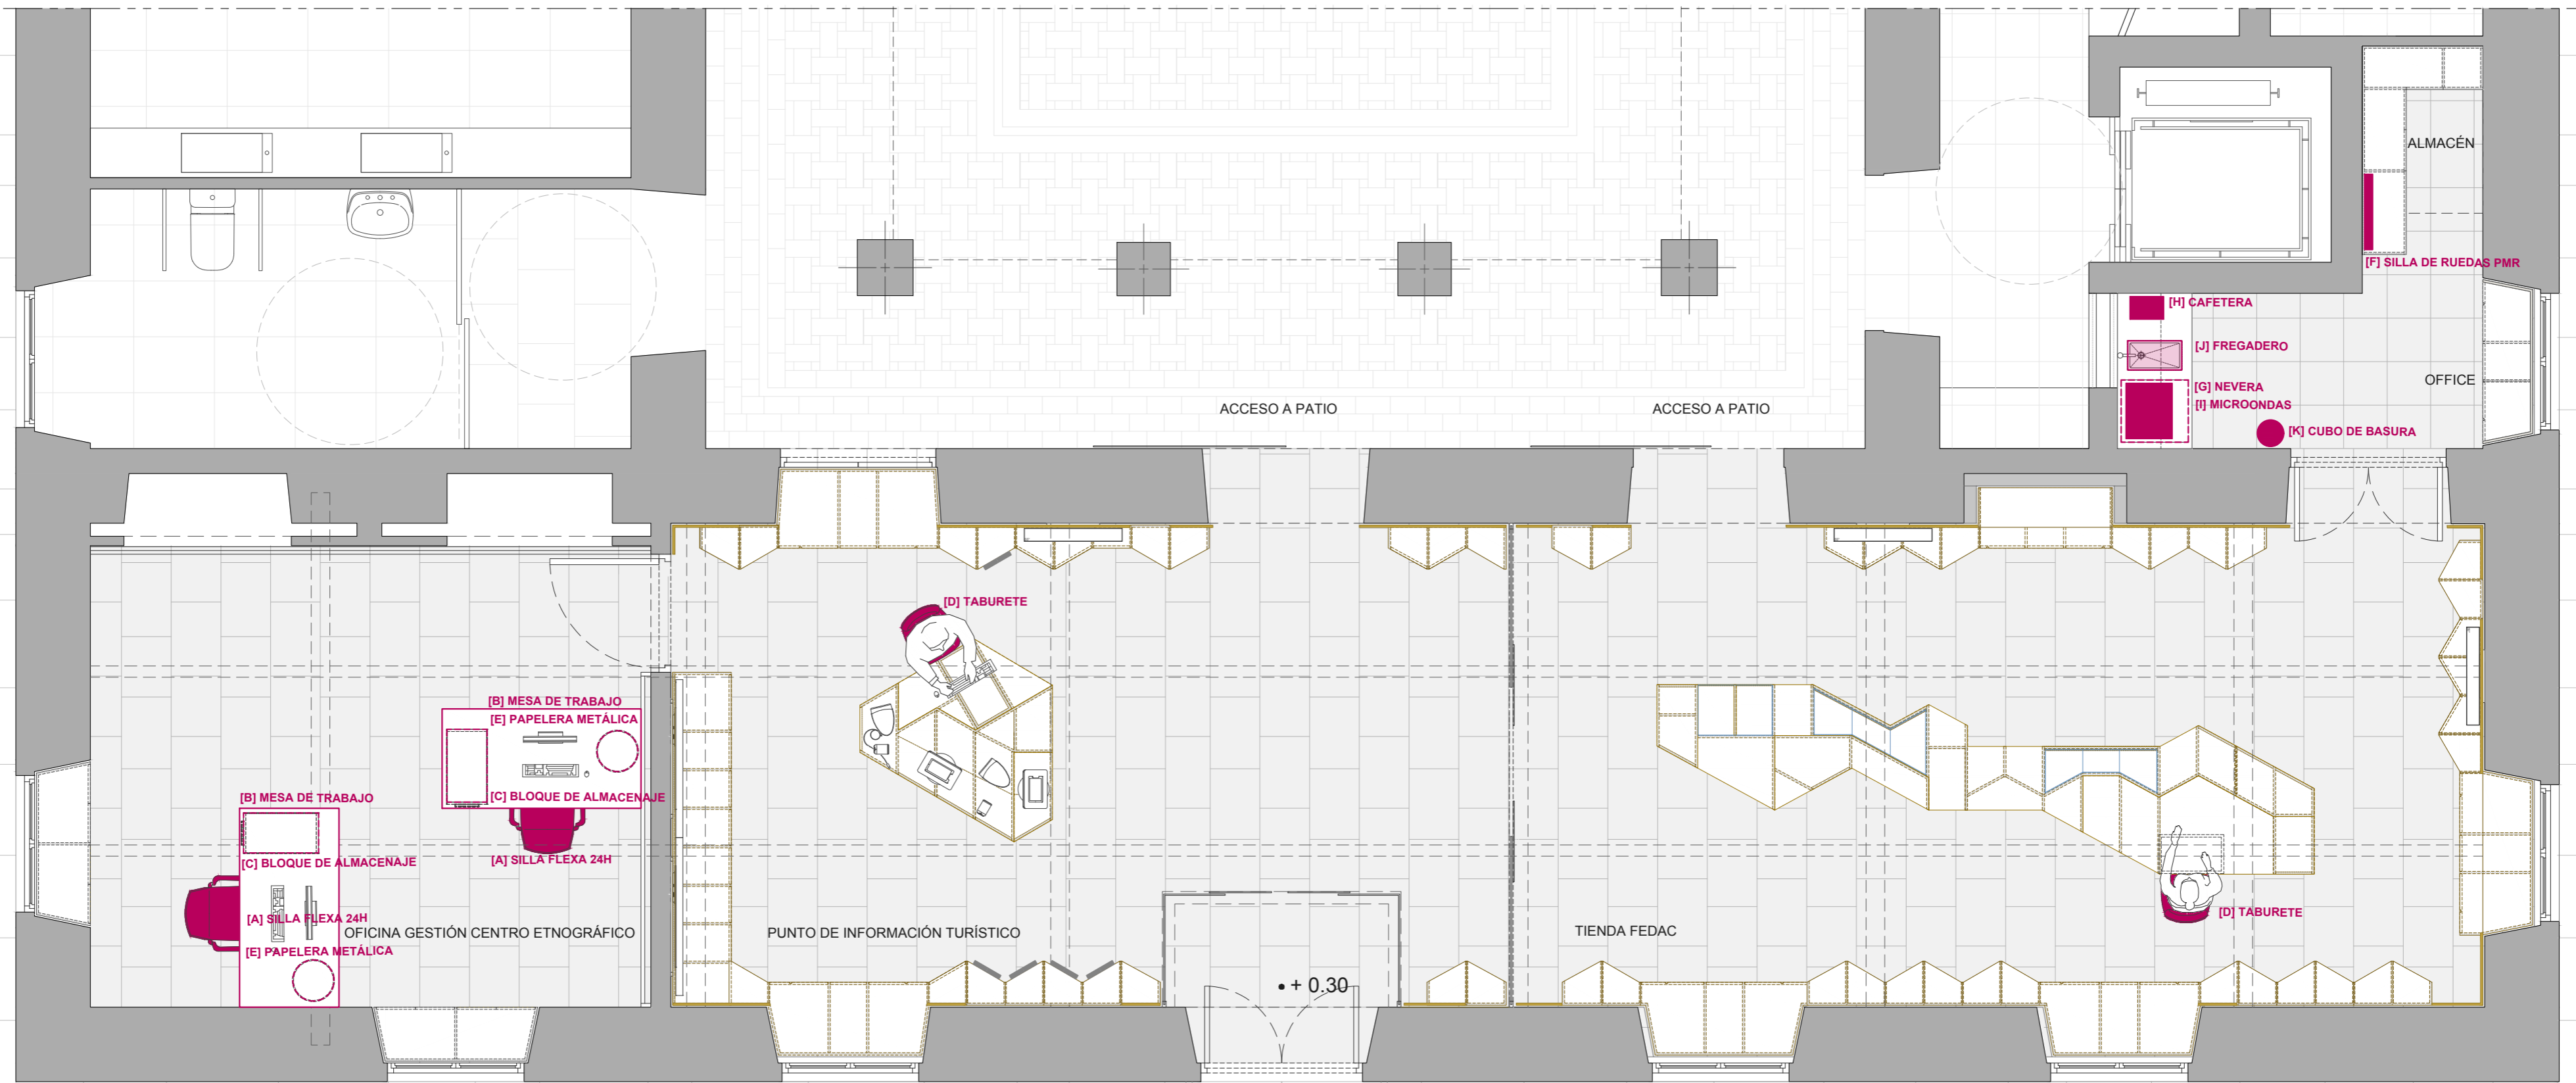 ALMACÉN
[F] SILLA DE RUEDAS PMR
[H] CAFETERA
[J] FREGADERO
OFFICE
[G] NEVERA
[I] MICROONDAS
[K] CUBO DE BASURA
ACCESO A PATIO
ACCESO A PATIO
[D] TABURETE
[B] MESA DE TRABAJO
[E] PAPELERA METÁLICA
[C] BLOQUE DE ALMACENAJE
[A] SILLA FLEXA 24H
[B] MESA DE TRABAJO
[C] BLOQUE DE ALMACENAJE
[A] SILLA FLEXA 24H
[E] PAPELERA METÁLICA
OFICINA GESTIÓN CENTRO ETNOGRÁFICO
PUNTO DE INFORMACIÓN TURÍSTICO
TIENDA FEDAC
[D] TABURETE
+ 0.30